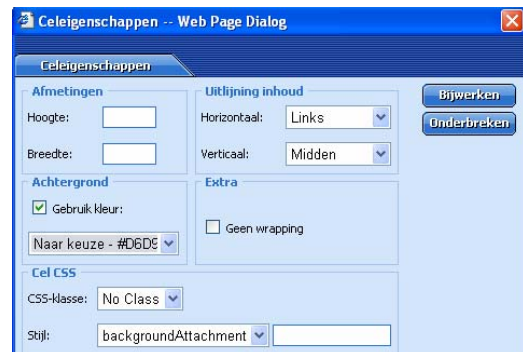 Celeigenschappen -- Web Page Dialog
Celeigenschappen
Afmetingen
Hoogte:
Breedte:
Uitlijning inhoud
Horizontaal: Links
Verticaal: Midden
Bijwerken
Onderbreken
Achtergrond
Gebruik kleur:
Naar keuze - #D6D9
Extra
Geen wrapping
Cel CSS
CSS-klasse: No Class
Stijl: backgroundAttachment